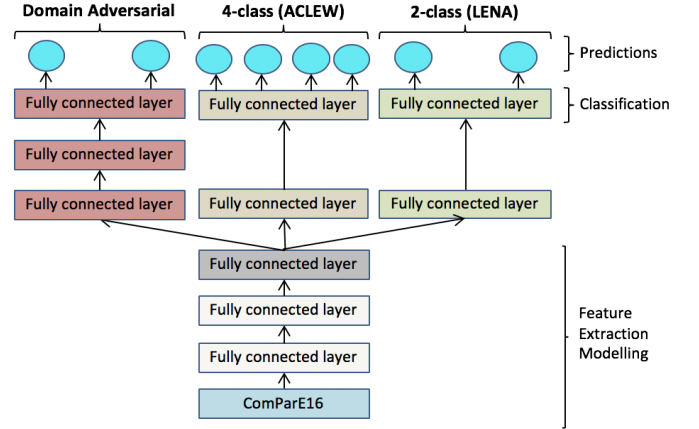 Domain Adversarial
4-class (ACLEW)
2-class (LENA)
Predictions
Fully connected layer
Fully connected layer
Fully connected layer
Classification
Fully connected layer
Fully connected layer
Fully connected layer
Fully connected layer
Fully connected layer
Fully connected layer
Fully connected layer
ComParE16
Feature
Extraction
Modelling